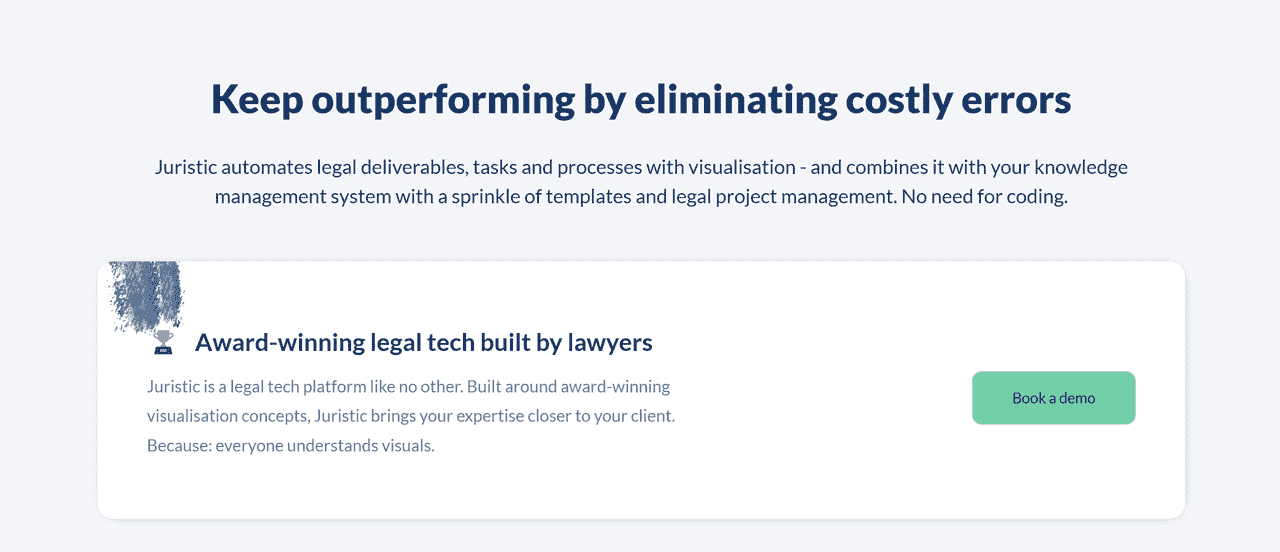 Keep outperforming by eliminating costly errors
Juristic automates legal deliverables, tasks and processes with visualisation - and combines it with your knowledge
management system with a sprinkle of templates and legal project management. No need for coding.
Award-winning legal tech built by lawyers
Juristic is a legal tech platform like no other. Built around award-winning
visualisation concepts, Juristic brings your expertise closer to your client.
Because: everyone understands visuals.
Book a demo